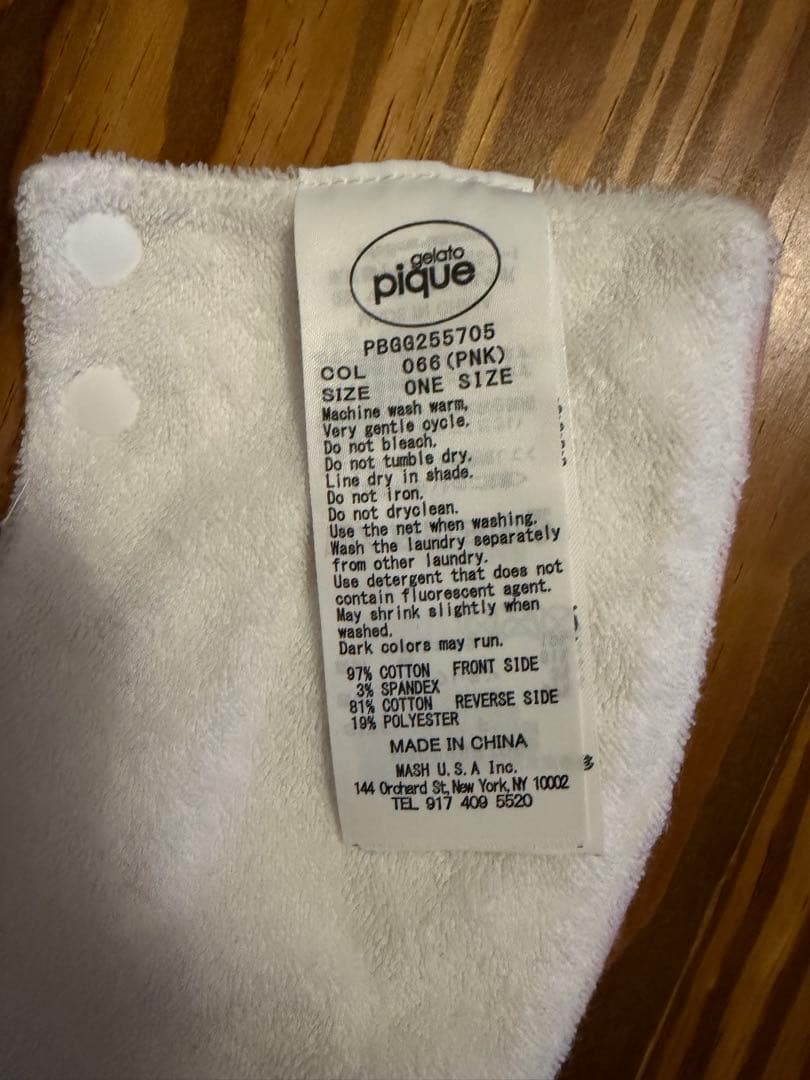 gelato
pique
PBGG255705
COL 066(PNK)
SIZE ONE SIZE
Machine wash warm,
Very gentle cycle.
Do not bleach.
Do not tumble dry.
Line dry in shade.
Do not iron.
Do not dryclean.
Use the net when washing.
Wash the laundry separately
from other laundry.
Use detergent that does not
contain fluorescent agent.
May shrink slightly when
washed.
Dark colors may run.
97% COTTON FRONT SIDE
3% SPANDEX
81% COTTON REVERSE SIDE
19% POLYESTER
MADE IN CHINA
MASH U.S.A Inc.
144 Orchard St, New York, NY 10002
TEL 917 409 5520